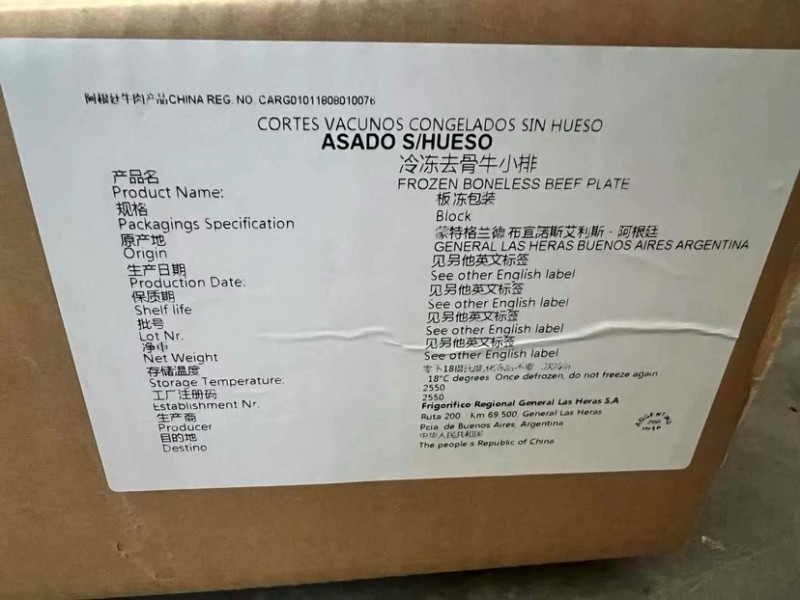 阿根廷牛肉产品CHINA REG. NO. CARG01011808010076
CORTES VACUNOS CONGELADOS SIN HUESO
ASADO S/HUESO
产品名 冷冻去骨牛小排
Product Name: FROZEN BONELESS BEEF PLATE
规格 板冻包装
Packagings Specification Block
原产地 蒙特格兰德 布宜諾斯艾利斯 - 阿根廷
Origin GENERAL LAS HERAS BUENOS AIRES ARGENTINA
生产日期 见另他英文标签
Production Date: See other English label
保质期 见另他英文标签
Shelf life See other English label
批号 见另他英文标签
Lot Nr. See other English label
净重 见另他英文标签
Net Weight See other English label
存储温度 零下18
Storage Temperature: 18°C degrees Once defrozen, do not freeze again
工厂注册码 2550
Establishment Nr. 2550
生产商 Frigorifico Regional General Las Heras S.A
Producer Ruta 200 Km 69.500, General Las Heras
Pcia. de Buenos Aires, Argentina
目的地 中华人民共和国
Destino The people s Republic of China
ARGENTINA
2550
INSP